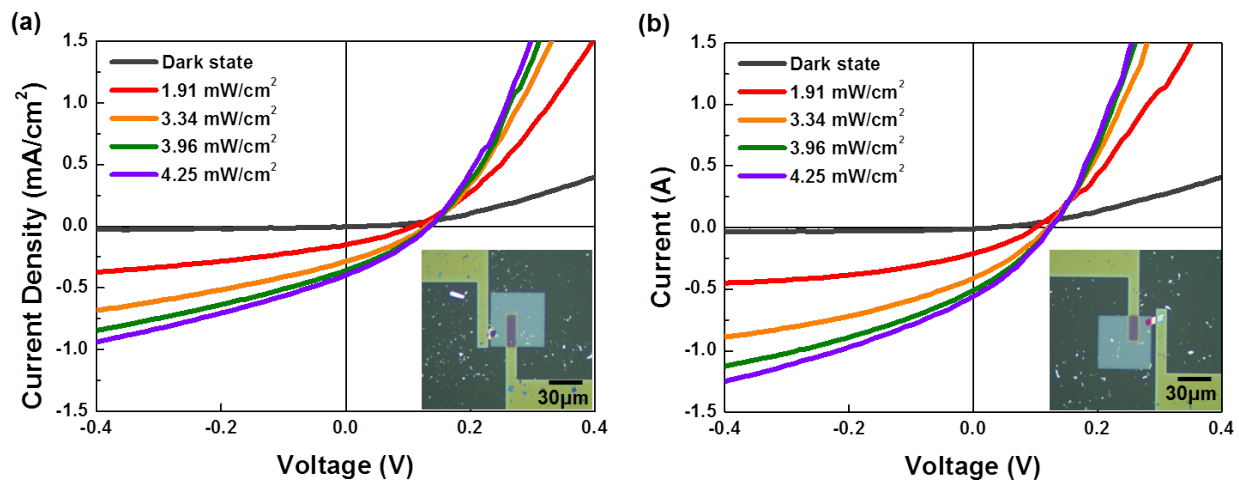 (a)
1.5
1.0
0.5
0.0
-0.5
-1.0
-1.5
Current Density (mA/cm²)
Dark state
1.91 mW/cm²
3.34 mW/cm²
3.96 mW/cm²
4.25 mW/cm²
30μm
-0.4
-0.2
0.0
0.2
0.4
Voltage (V)
(b)
1.5
1.0
0.5
0.0
-0.5
-1.0
-1.5
Current (A)
Dark state
1.91 mW/cm²
3.34 mW/cm²
3.96 mW/cm²
4.25 mW/cm²
30μm
-0.4
-0.2
0.0
0.2
0.4
Voltage (V)